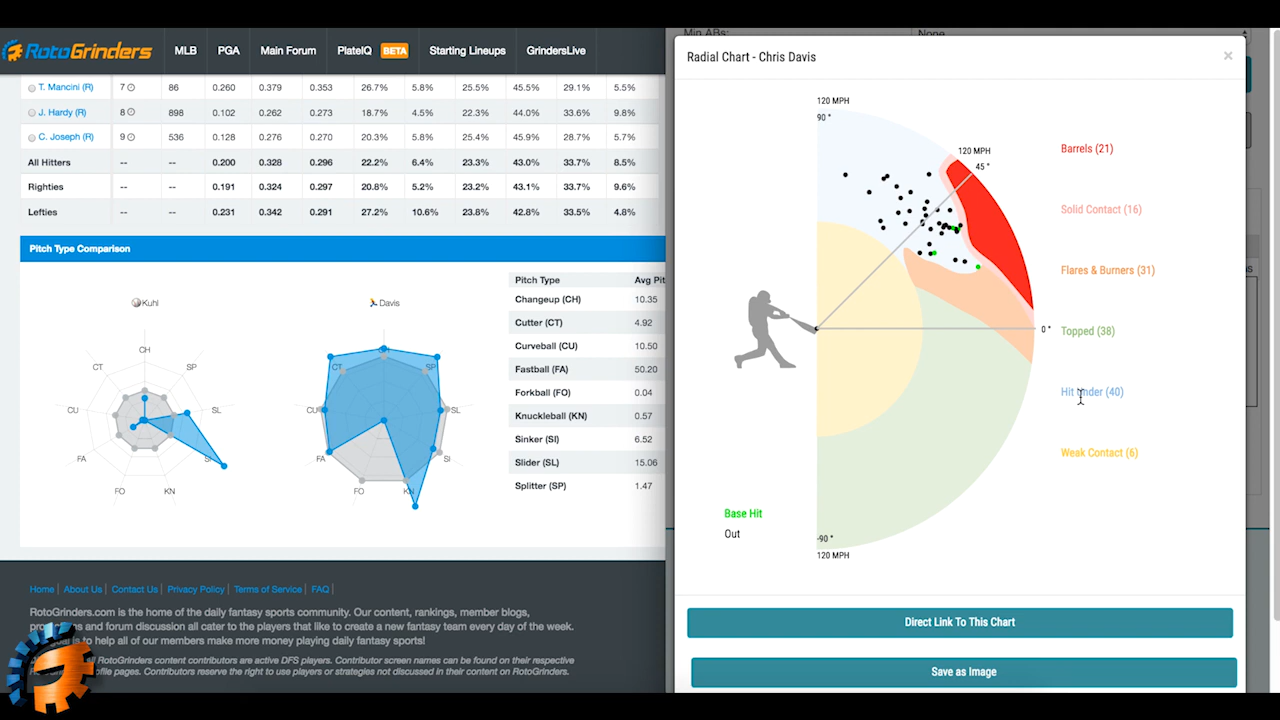 RotoGrinders MLB PGA Main Forum PlateIQ BETA Starting Lineups GrindersLive
T. Mancini (R) 7 86 0.260 0.379 0.353 26.7% 5.8% 25.5% 45.5% 29.1% 5.5%
J. Hardy (R) 8 898 0.102 0.262 0.273 18.7% 4.5% 22.3% 44.0% 33.6% 9.8%
C. Joseph (R) 9 536 0.128 0.276 0.270 20.3% 5.8% 25.4% 45.9% 28.7% 5.7%
All Hitters -- -- 0.200 0.328 0.296 22.2% 6.4% 23.3% 43.0% 33.7% 8.5%
Righties -- -- 0.191 0.324 0.297 20.8% 5.2% 23.2% 43.1% 33.7% 9.6%
Lefties -- -- 0.231 0.342 0.291 27.2% 10.6% 23.8% 42.8% 33.5% 4.8%
Pitch Type Comparison
Kuhl
CH
CT SP
CU SL
FA SI
FO KN
Davis
CH
CT SP
CU SL
FA SI
FO KN
Pitch Type Avg Pit
Changeup (CH) 10.35
Cutter (CT) 4.92
Curveball (CU) 10.50
Fastball (FA) 50.20
Forkball (FO) 0.04
Knuckleball (KN) 0.57
Sinker (SI) 6.52
Slider (SL) 15.06
Splitter (SP) 1.47
Home | About Us | Contact Us | Privacy Policy | Terms of Service | FAQ |
RotoGrinders.com is the home of the daily fantasy sports community. Our content, rankings, member blogs,
and forum discussion all cater to the players that like to create a new fantasy team every day of the week.
goal is to help all of our members make more money playing daily fantasy sports!
All RotoGrinders content contributors are active DFS players. Contributor screen names can be found on their respective
profile pages. Contributors reserve the right to use players or strategies not discussed in their content on RotoGrinders.
Min ABs: None
Radial Chart - Chris Davis ×
120 MPH
90 °
120 MPH
45 °
0 °
-90 °
120 MPH
Barrels (21)
Solid Contact (16)
Flares & Burners (31)
Topped (38)
Hit Under (40)
Weak Contact (6)
Base Hit
Out
Direct Link To This Chart
Save as Image